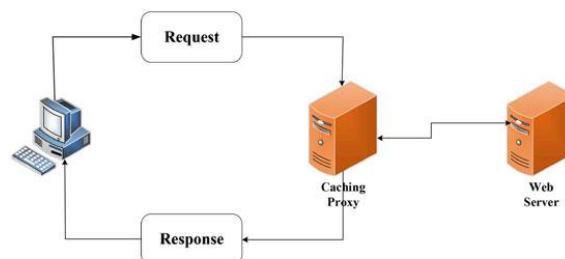 Request
Caching
Proxy
Web
Server
Response